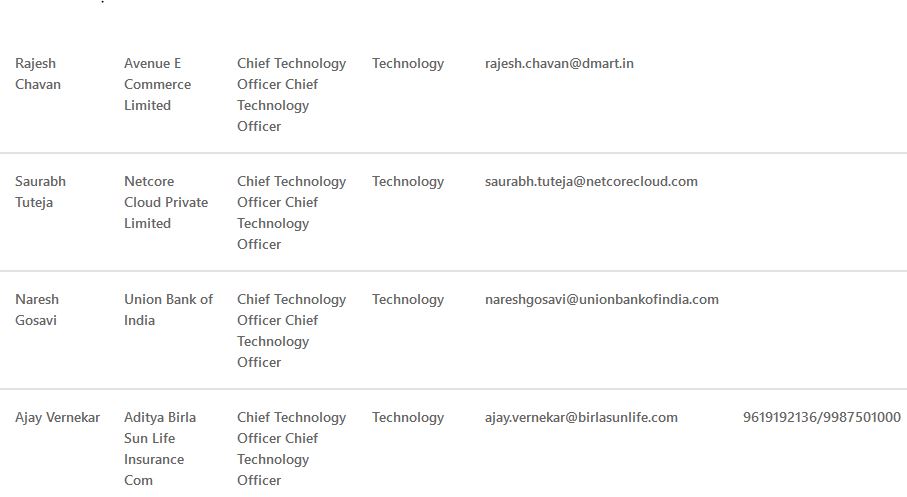 Rajesh Chavan Avenue E Commerce Limited Chief Technology Officer Chief Technology Officer Technology rajesh.chavan@dmart.in
Saurabh Tuteja Netcore Cloud Private Limited Chief Technology Officer Chief Technology Officer Technology saurabh.tuteja@netcorecloud.com
Naresh Gosavi Union Bank of India Chief Technology Officer Chief Technology Officer Technology nareshgosavi@unionbankofindia.com
Ajay Vernekar Aditya Birla Sun Life Insurance Com Chief Technology Officer Chief Technology Officer Technology ajay.vernekar@birlasunlife.com 9619192136/9987501000